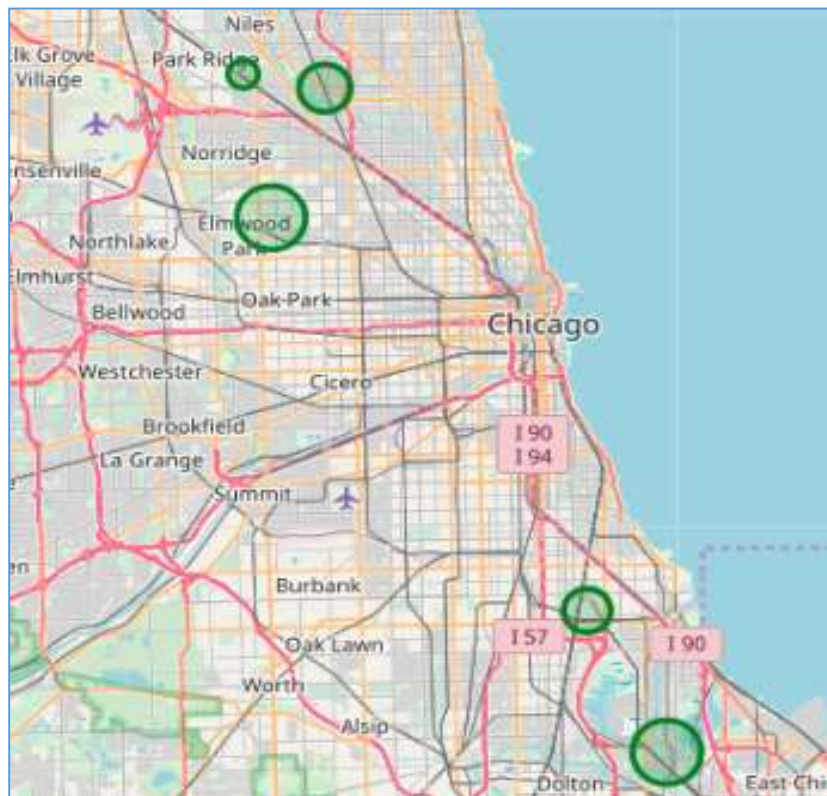 Niles
Elk Grove
Village
Park Ridge
Norridge
ensenville
Elmwood
Park
Northlake
Elmhurst
Oak Park
Bellwood
Chicago
Westchester
Cicero
Brookfield
I 90
I 94
La Grange
Summit
en
Burbank
I 57
I 90
Oak Lawn
Worth
Alsip
Dolton
East Chi